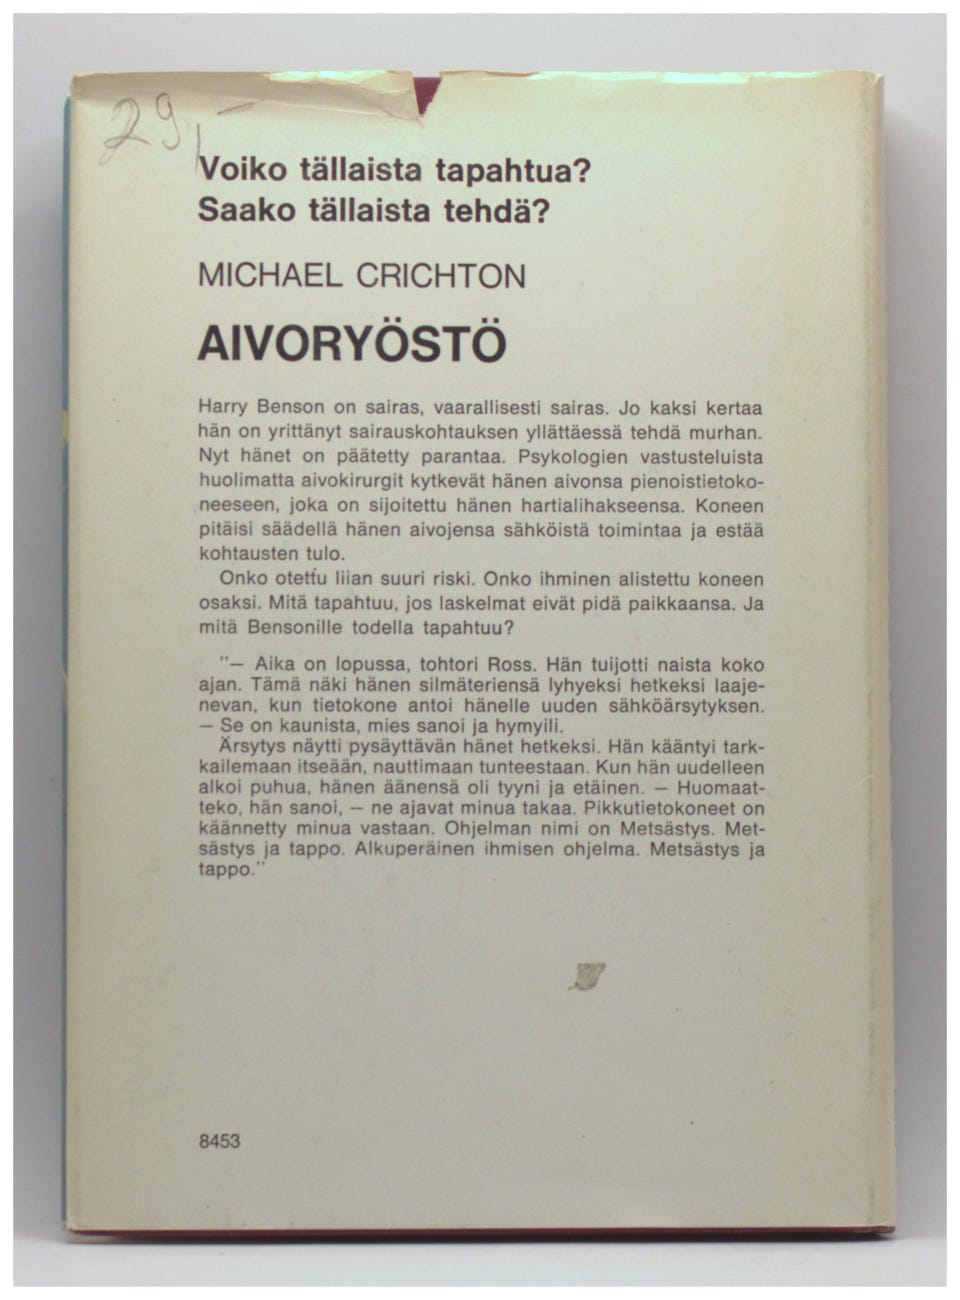 29,—
Voiko tällaista tapahtua?
Saako tällaista tehdä?
MICHAEL CRICHTON
AIVORYÖSTÖ
Harry Benson on sairas, vaarallisesti sairas. Jo kaksi kertaa
hän on yrittänyt sairauskohtauksen yllättäessä tehdä murhan.
Nyt hänet on päätetty parantaa. Psykologien vastusteluista
huolimatta aivokirurgit kytkevät hänen aivonsa pienoistietoko-
neeseen, joka on sijoitettu hänen hartialihakseensa. Koneen
pitäisi säädellä hänen aivojensa sähköistä toimintaa ja estää
kohtausten tulo.
Onko otettu liian suuri riski. Onko ihminen alistettu koneen
osaksi. Mitä tapahtuu, jos laskelmat eivät pidä paikkaansa. Ja
mitä Bensonille todella tapahtuu?
"— Aika on lopussa, tohtori Ross. Hän tuijotti naista koko
ajan. Tämä näki hänen silmäteriensä lyhyeksi hetkeksi laaje-
nevan, kun tietokone antoi hänelle uuden sähköärsytyksen.
— Se on kaunista, mies sanoi ja hymyili.
Ärsytys näytti pysäyttävän hänet hetkeksi. Hän kääntyi tark-
kailemaan itseään, nauttimaan tunteestaan. Kun hän uudelleen
alkoi puhua, hänen äänensä oli tyyni ja etäinen. — Huomaat-
teko, hän sanoi, — ne ajavat minua takaa. Pikkutietokoneet on
käännetty minua vastaan. Ohjelman nimi on Metsästys. Met-
sästys ja tappo. Alkuperäinen ihmisen ohjelma. Metsästys ja
tappo."
8453